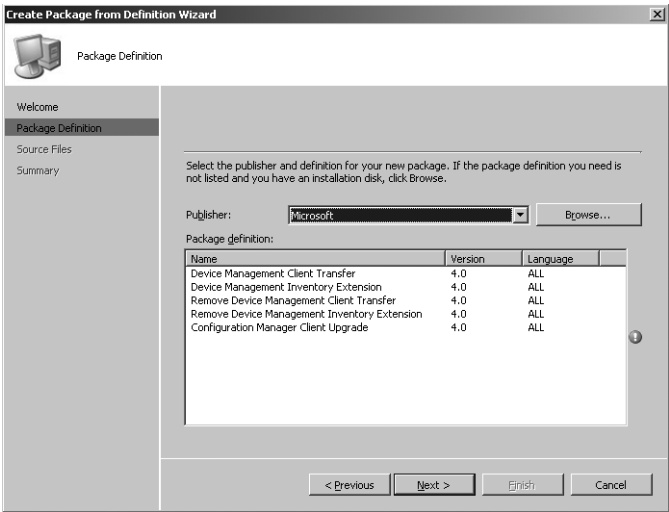 Create Package from Definition Wizard
Package Definition
Welcome
Package Definition
Source Files
Summary
Select the publisher and definition for your new package. If the package definition you need is
not listed and you have an installation disk, click Browse.
Publisher: Microsoft Browse...
Package definition:
Name Version Language
Device Management Client Transfer 4.0 ALL
Device Management Inventory Extension 4.0 ALL
Remove Device Management Client Transfer 4.0 ALL
Remove Device Management Inventory Extension 4.0 ALL
Configuration Manager Client Upgrade 4.0 ALL
< Previous Next > Finish Cancel